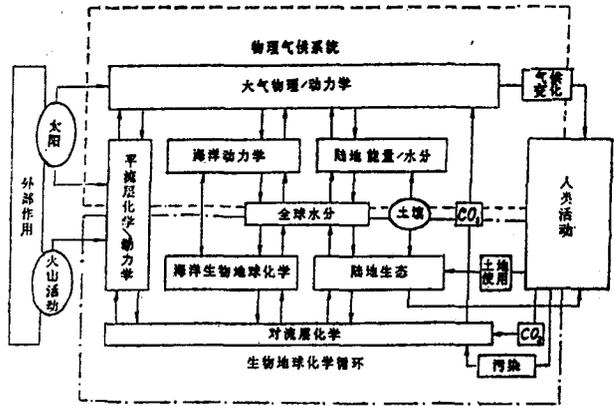 物理气候系统
大气物理/动力学
气候
变化
太阳
外部作用
火山活动
平流层化学/动力学
海洋动力学
陆地能量/水分
全球水分
土壤
CO₂
人类活动
海洋生物地球化学
陆地生态
土地
使用
对流层化学
CO₂
污染
生物地球化学循环